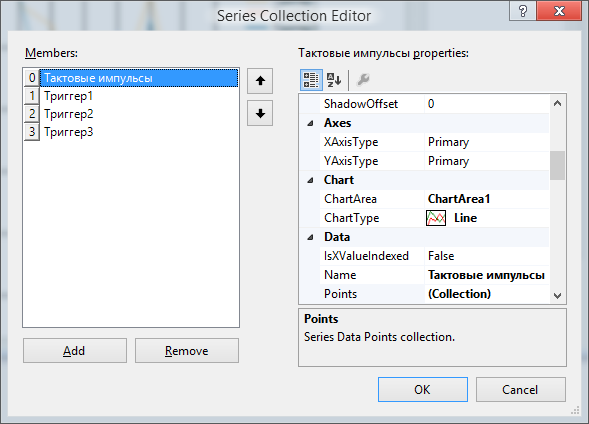 Series Collection Editor
?
Members:
0 Тактовые импульсы
1 Триггер1
2 Триггер2
3 Триггер3
Add
Remove
Тактовые импульсы properties:
ShadowOffset 0
Axes
XAxisType Primary
YAxisType Primary
Chart
ChartArea ChartArea1
ChartType Line
Data
IsXValueIndexed False
Name Тактовые импульсы
Points (Collection)
Points
Series Data Points collection.
OK
Cancel